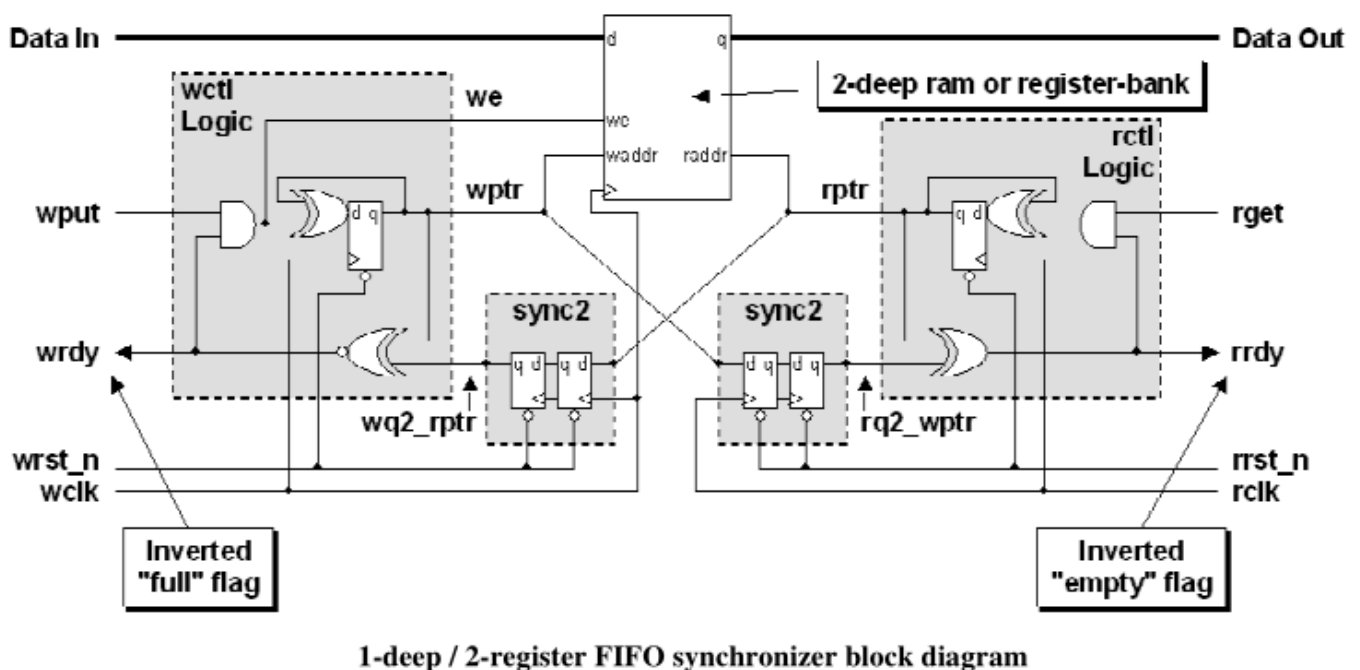 Data In
d
q
Data Out
wctl
Logic
we
2-deep ram or register-bank
rctl
Logic
we
waddr
raddr
wput
wptr
rptr
rget
d q
q d
sync2
sync2
wrdy
q d
q d
d q
d q
rrdy
wq2_rptr
rq2_wptr
wrst_n
rrst_n
wclk
rclk
Inverted
"full" flag
Inverted
"empty" flag
1-deep / 2-register FIFO synchronizer block diagram